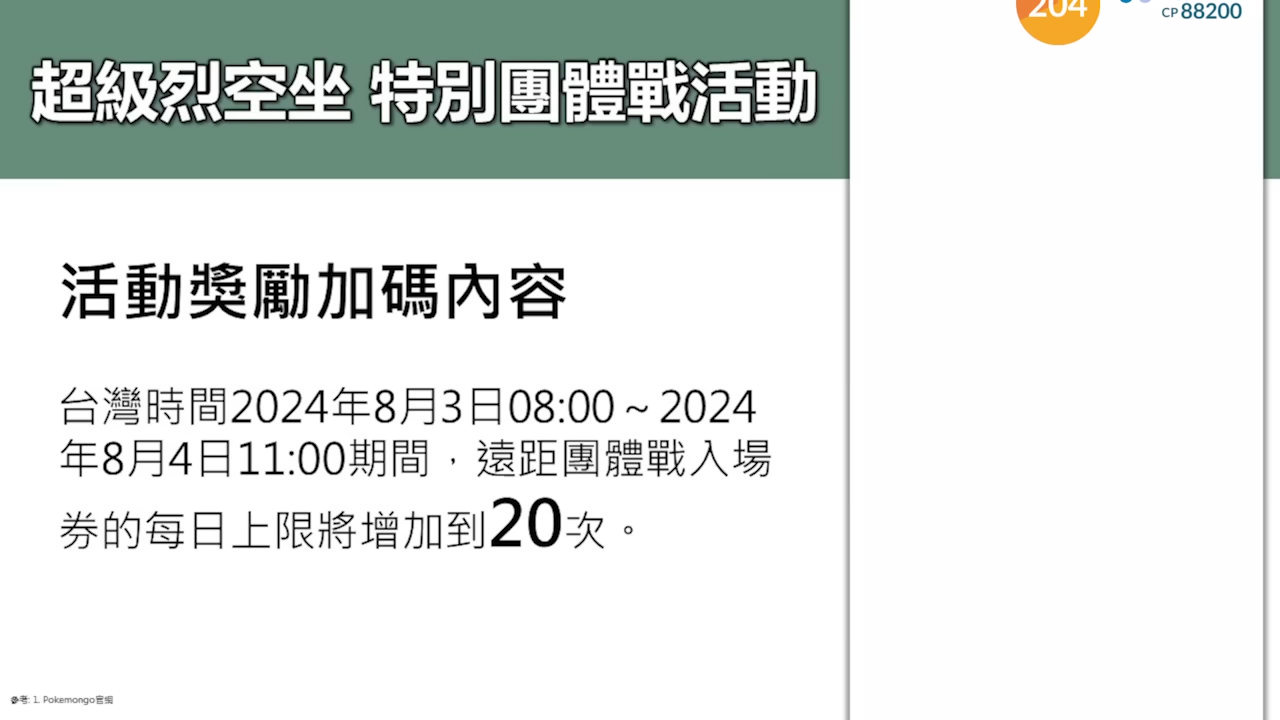 超級烈空坐 特別團體戰活動
204
CP 88200
活動獎勵加碼內容
台灣時間2024年8月3日08:00～2024
年8月4日11:00期間，遠距團體戰入場
券的每日上限將增加到20次。
參考: 1. Pokemongo官網